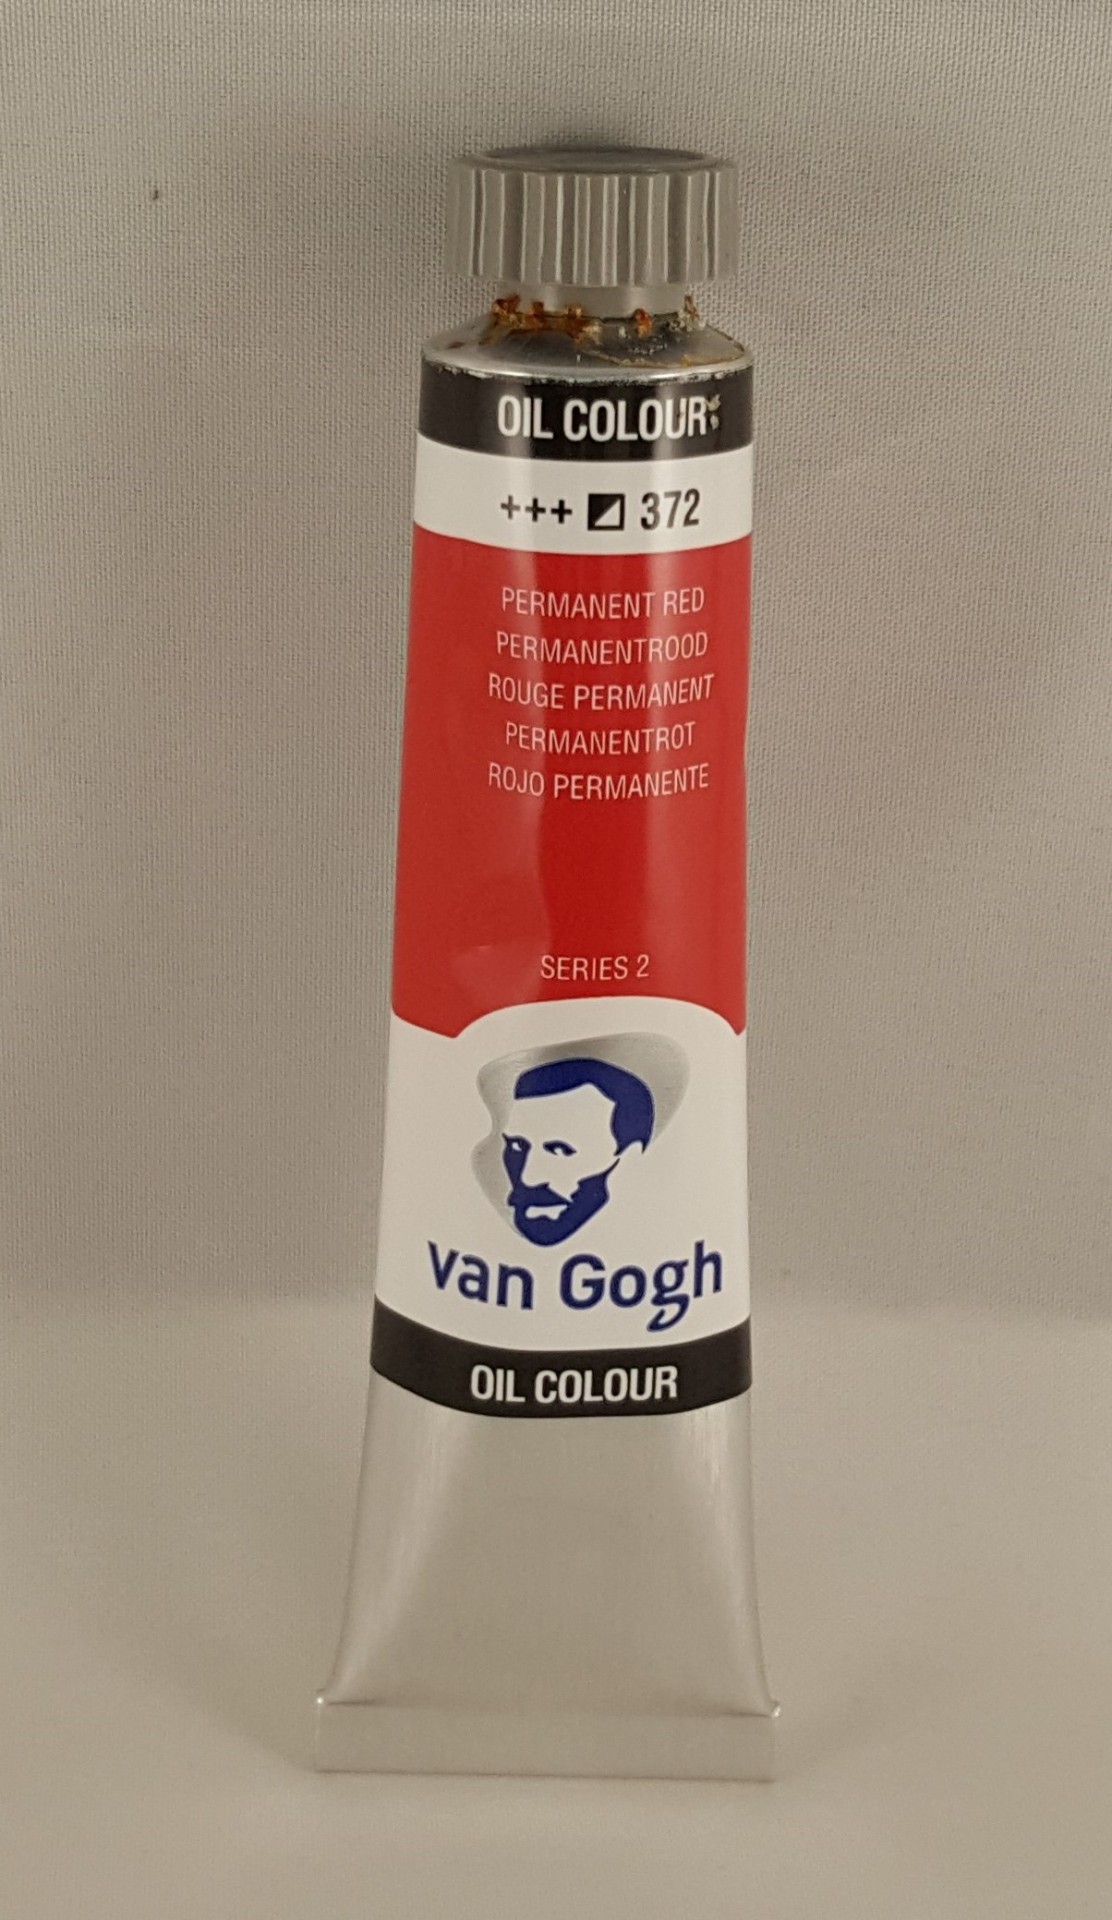 OIL COLOUR
+++ 372
PERMANENT RED
PERMANENTROOD
ROUGE PERMANENT
PERMANENTROT
ROJO PERMANENTE
SERIES 2
van Gogh
OIL COLOUR